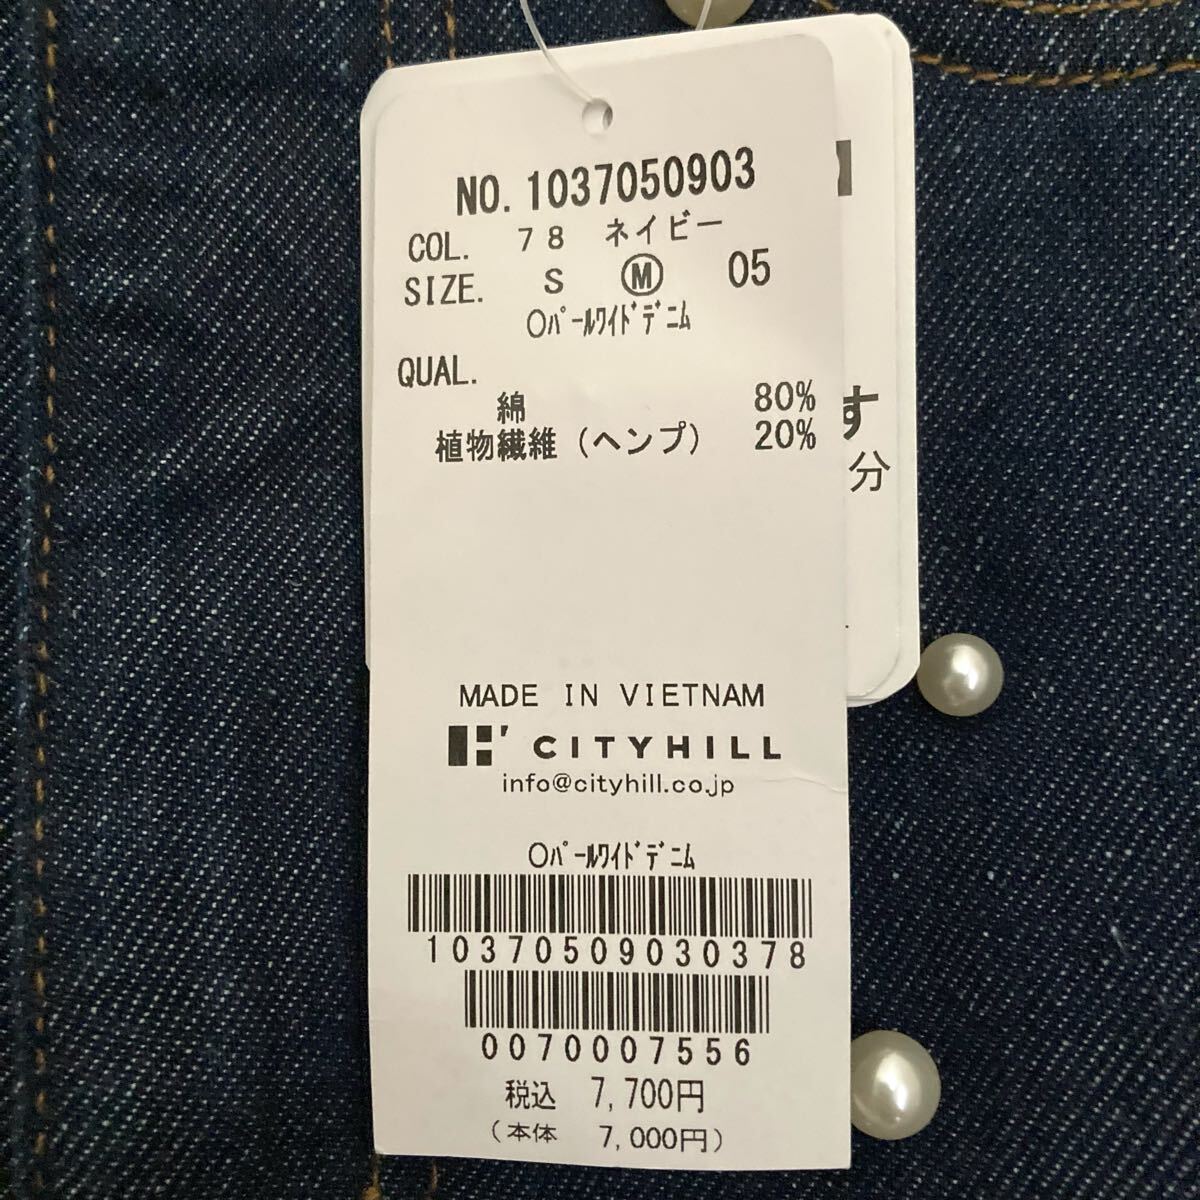 NO. 1037050903
COL. 78 ネイビー
SIZE. S Ⓜ 05
Oﾊﾟｰﾙﾜｲﾄﾞﾃﾞﾆﾑ
QUAL.
綿 80%
植物繊維 (ヘンプ) 20%
す
分
MADE IN VIETNAM
CITYHILL
info@cityhill.co.jp
Oﾊﾟｰﾙﾜｲﾄﾞﾃﾞﾆﾑ
10370509030378
0070007556
税込 7,700円
(本体 7,000円)